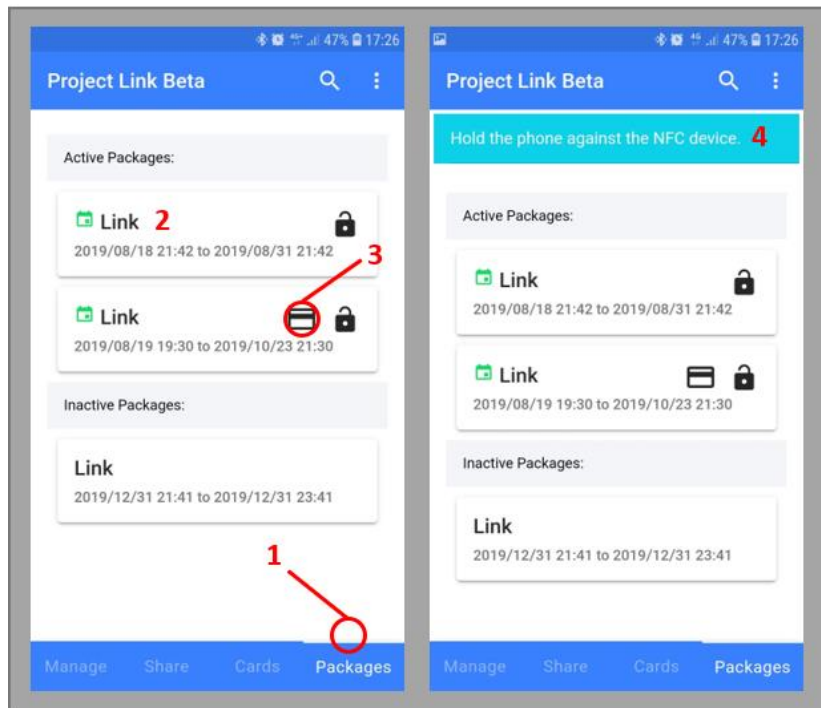 47% 17:26
Project Link Beta
Active Packages:
Link 2
2019/08/18 21:42 to 2019/08/31 21:42
3
Link
2019/08/19 19:30 to 2019/10/23 21:30
Inactive Packages:
Link
2019/12/31 21:41 to 2019/12/31 23:41
1
Manage Share Cards Packages
47% 17:26
Project Link Beta
Hold the phone against the NFC device. 4
Active Packages:
Link
2019/08/18 21:42 to 2019/08/31 21:42
Link
2019/08/19 19:30 to 2019/10/23 21:30
Inactive Packages:
Link
2019/12/31 21:41 to 2019/12/31 23:41
Manage Share Cards Packages